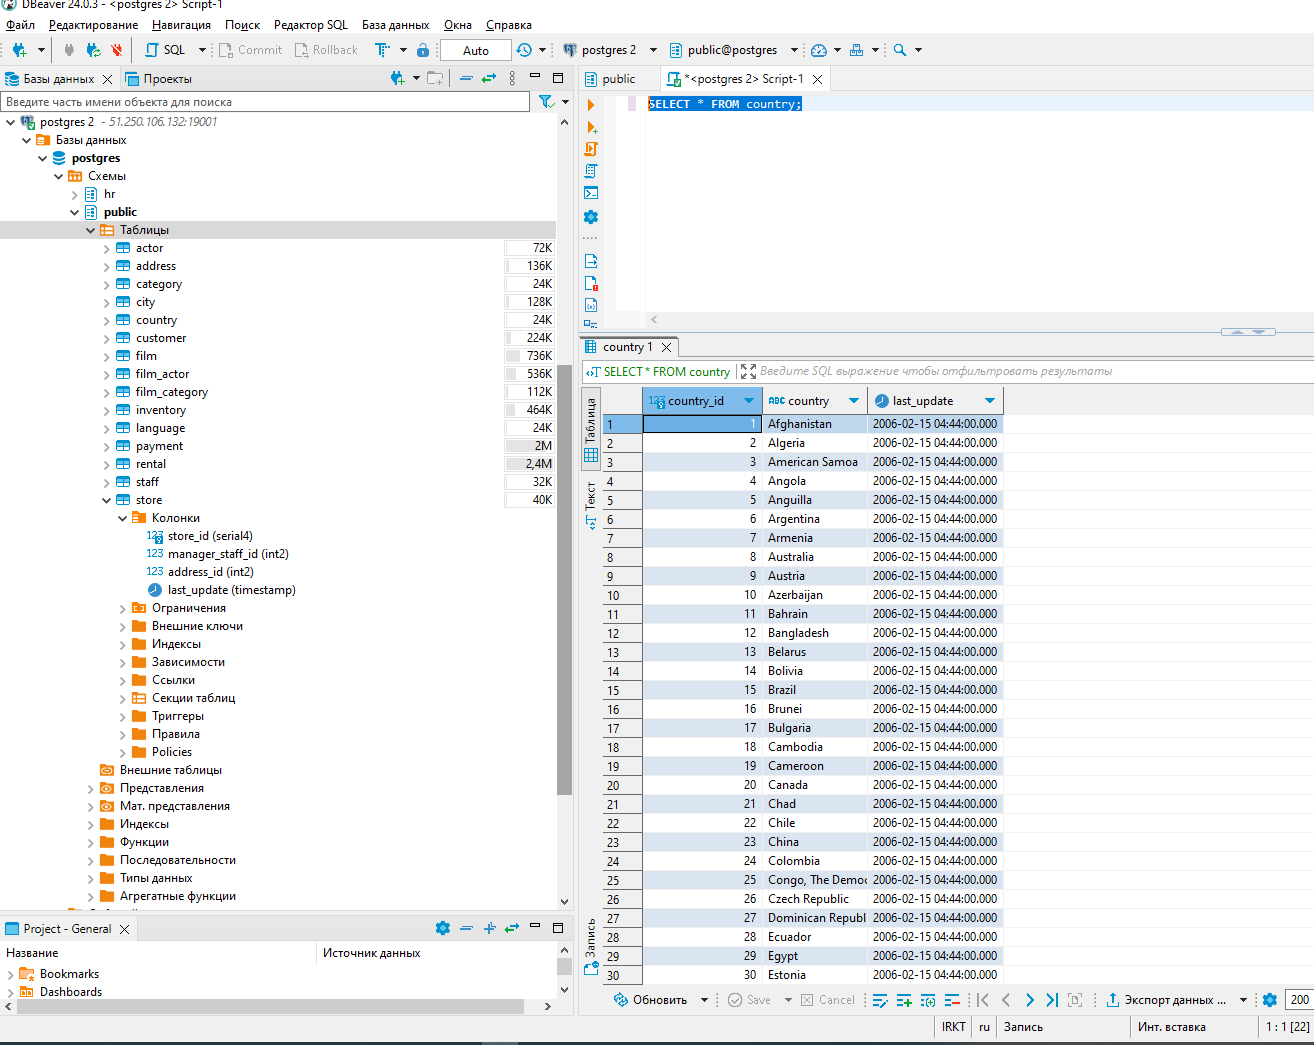 DBeaver 24.0.3 - <postgres 2> Script-1
Файл Редактирование Навигация Поиск Редактор SQL База данных Окна Справка
SQL Commit Rollback Auto postgres 2 public@postgres
Базы данных Проекты
Введите часть имени объекта для поиска
postgres 2 - 51.250.106.132:19001
Базы данных
postgres
Схемы
hr
public
Таблицы
actor 72K
address 136K
category 24K
city 128K
country 24K
customer 224K
film 736K
film_actor 536K
film_category 112K
inventory 464K
language 24K
payment 2M
rental 2,4M
staff 32K
store 40K
Колонки
store_id (serial4)
manager_staff_id (int2)
address_id (int2)
last_update (timestamp)
Ограничения
Внешние ключи
Индексы
Зависимости
Ссылки
Секции таблиц
Триггеры
Правила
Policies
Внешние таблицы
Представления
Мат. представления
Индексы
Функции
Последовательности
Типы данных
Агрегатные функции
Project - General
Название Источник данных
Bookmarks
Dashboards
public *<postgres 2> Script-1
SELECT * FROM country;
country 1
SELECT * FROM country Введите SQL выражение чтобы отфильтровать результаты
Таблица
Текст
Запись
123 country_id ABC country last_update
1 1 Afghanistan 2006-02-15 04:44:00.000
2 2 Algeria 2006-02-15 04:44:00.000
3 3 American Samoa 2006-02-15 04:44:00.000
4 4 Angola 2006-02-15 04:44:00.000
5 5 Anguilla 2006-02-15 04:44:00.000
6 6 Argentina 2006-02-15 04:44:00.000
7 7 Armenia 2006-02-15 04:44:00.000
8 8 Australia 2006-02-15 04:44:00.000
9 9 Austria 2006-02-15 04:44:00.000
10 10 Azerbaijan 2006-02-15 04:44:00.000
11 11 Bahrain 2006-02-15 04:44:00.000
12 12 Bangladesh 2006-02-15 04:44:00.000
13 13 Belarus 2006-02-15 04:44:00.000
14 14 Bolivia 2006-02-15 04:44:00.000
15 15 Brazil 2006-02-15 04:44:00.000
16 16 Brunei 2006-02-15 04:44:00.000
17 17 Bulgaria 2006-02-15 04:44:00.000
18 18 Cambodia 2006-02-15 04:44:00.000
19 19 Cameroon 2006-02-15 04:44:00.000
20 20 Canada 2006-02-15 04:44:00.000
21 21 Chad 2006-02-15 04:44:00.000
22 22 Chile 2006-02-15 04:44:00.000
23 23 China 2006-02-15 04:44:00.000
24 24 Colombia 2006-02-15 04:44:00.000
25 25 Congo, The Democ 2006-02-15 04:44:00.000
26 26 Czech Republic 2006-02-15 04:44:00.000
27 27 Dominican Republ 2006-02-15 04:44:00.000
28 28 Ecuador 2006-02-15 04:44:00.000
29 29 Egypt 2006-02-15 04:44:00.000
30 30 Estonia 2006-02-15 04:44:00.000
Обновить Save Cancel Экспорт данных ... 200
IRKT ru Запись Инт. вставка 1 : 1 [22]